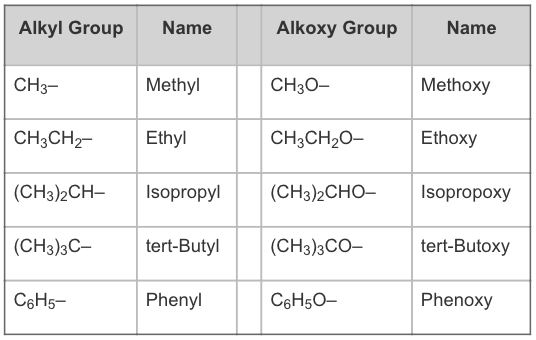 Alkyl Group Name Alkoxy Group Name
CH₃– Methyl CH₃O– Methoxy
CH₃CH₂– Ethyl CH₃CH₂O– Ethoxy
(CH₃)₂CH– Isopropyl (CH₃)₂CHO– Isopropoxy
(CH₃)₃C– tert-Butyl (CH₃)₃CO– tert-Butoxy
C₆H₅– Phenyl C₆H₅O– Phenoxy